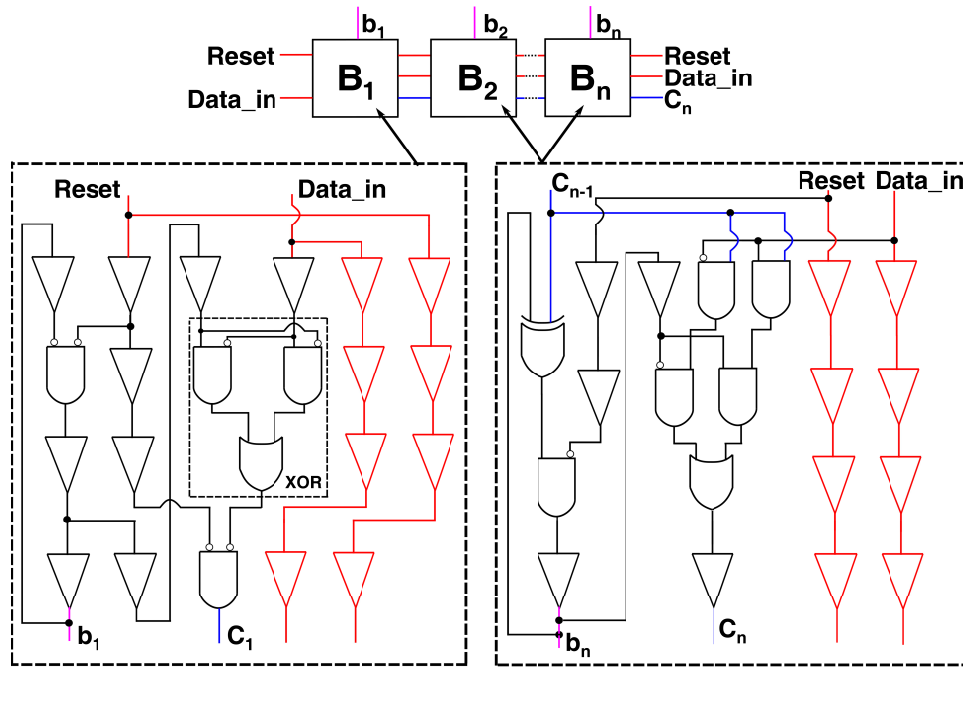 b1 b2 bn
Reset B1 B2 Bn Reset
Data_in Data_in
Cn
Reset Data_in
XOR
b1 C1
Cn-1 Reset Data_in
bn Cn